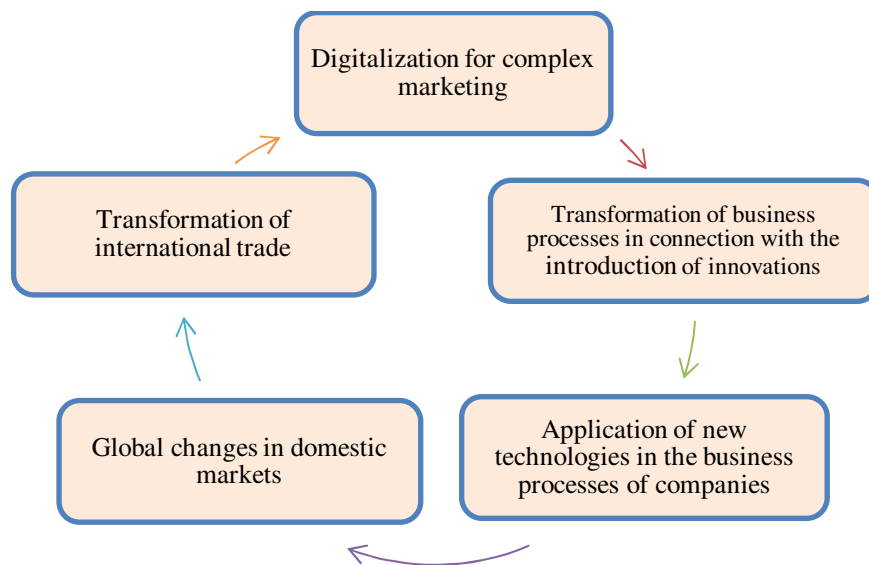 Digitalization for complex
marketing
Transformation of
international trade
Transformation of business
processes in connection with the
introduction of innovations
Global changes in domestic
markets
Application of new
technologies in the business
processes of companies